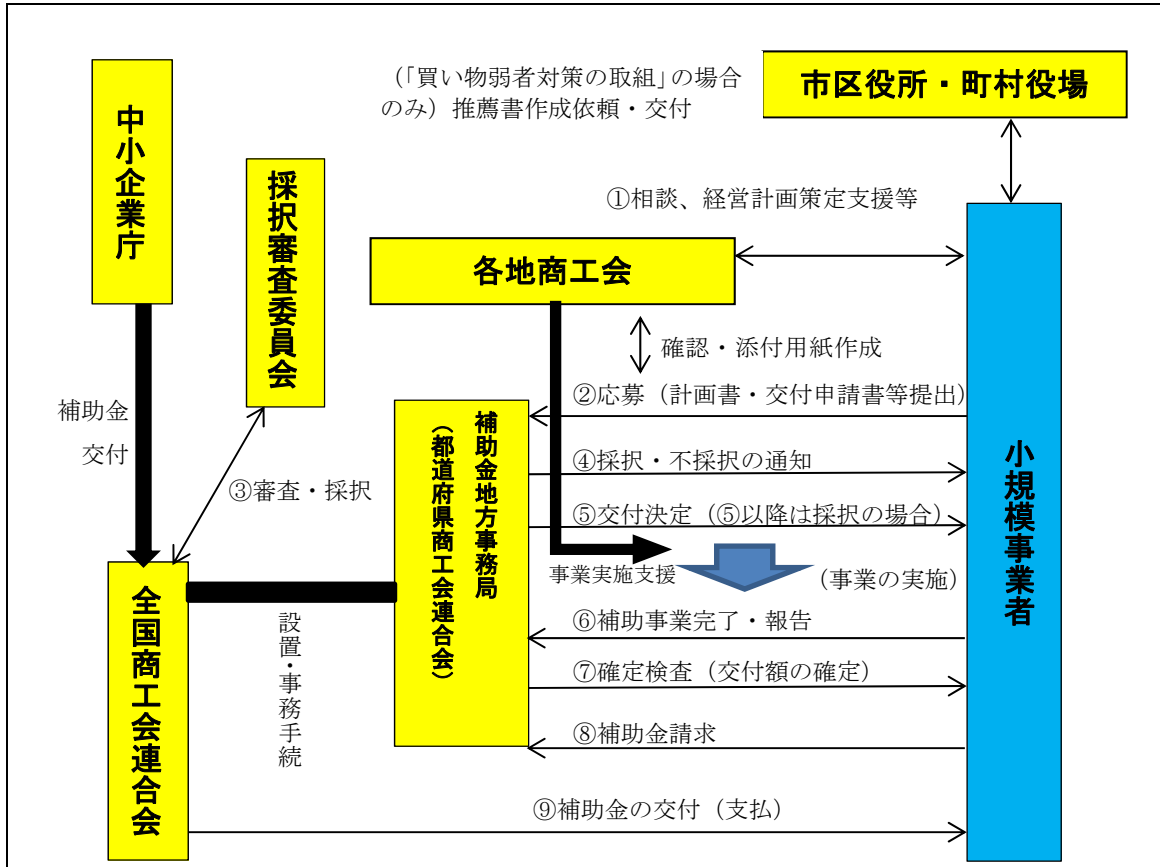 （「買い物弱者対策の取組」の場合
のみ）推薦書作成依頼・交付
市区役所・町村役場
中小企業庁
採択審査委員会
①相談、経営計画策定支援等
各地商工会
確認・添付用紙作成
②応募（計画書・交付申請書等提出）
補助金
交付
補助金地方事務局
（都道府県商工会連合会）
③審査・採択
④採択・不採択の通知
⑤交付決定（⑤以降は採択の場合）
小規模事業者
事業実施支援
（事業の実施）
全国商工会連合会
設置・事務手続
⑥補助事業完了・報告
⑦確定検査（交付額の確定）
⑧補助金請求
⑨補助金の交付（支払）